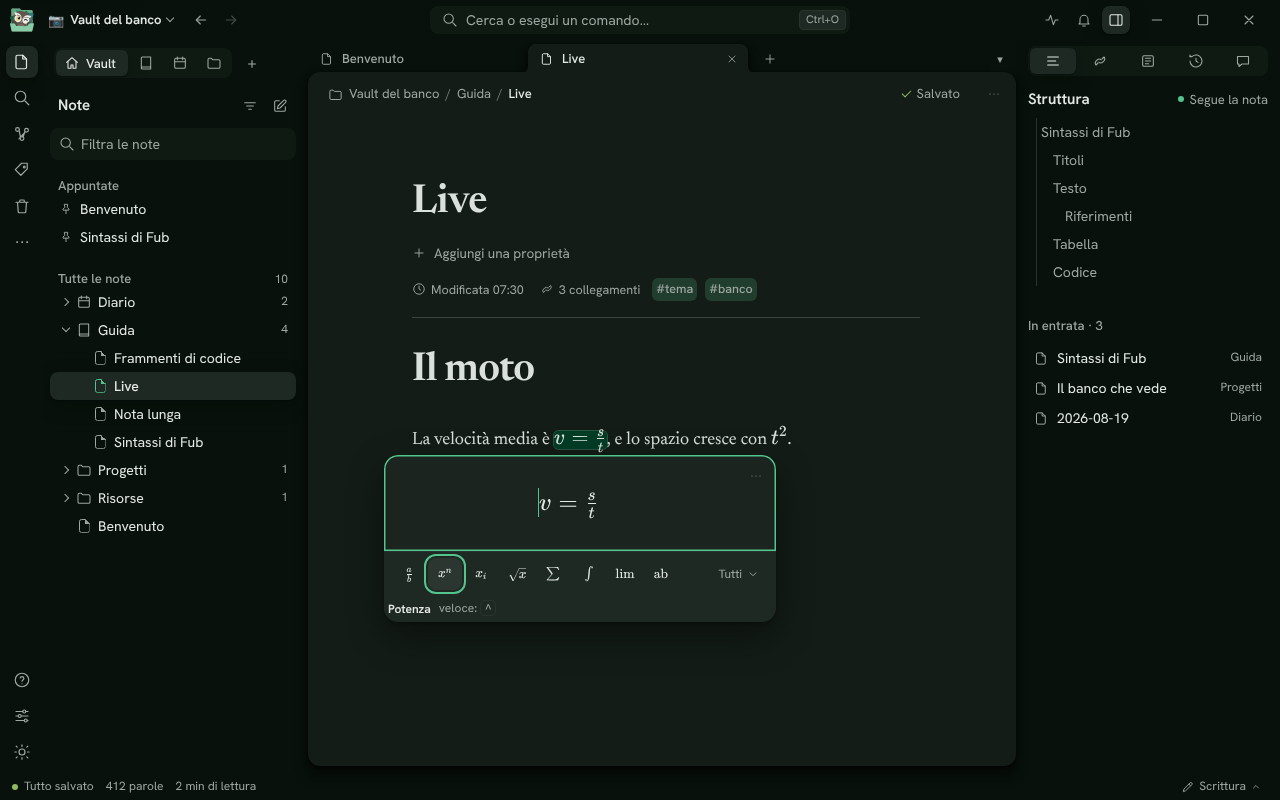 Vault del banco
Cerca o esegui un comando...
Ctrl+O
Vault
Benvenuto
Live
Note
Vault del banco / Guida / Live
Salvato
Struttura
Segue la nota
Filtra le note
Sintassi di Fub
Titoli
Testo
Riferimenti
Tabella
Codice
Appuntate
Benvenuto
Sintassi di Fub
Live
Aggiungi una proprietà
Modificata 07:30
3 collegamenti
#tema
#banco
Tutte le note 10
Diario 2
Guida 4
Frammenti di codice
Live
Nota lunga
Sintassi di Fub
Progetti 1
Risorse 1
Benvenuto
In entrata · 3
Sintassi di Fub Guida
Il banco che vede Progetti
2026-08-19 Diario
Il moto
La velocità media è v = s/t, e lo spazio cresce con t².
v = s/t
a/b xⁿ xᵢ √x ∑ ∫ lim ab
Tutti
Potenza veloce: ^
Tutto salvato 412 parole 2 min di lettura
Scrittura